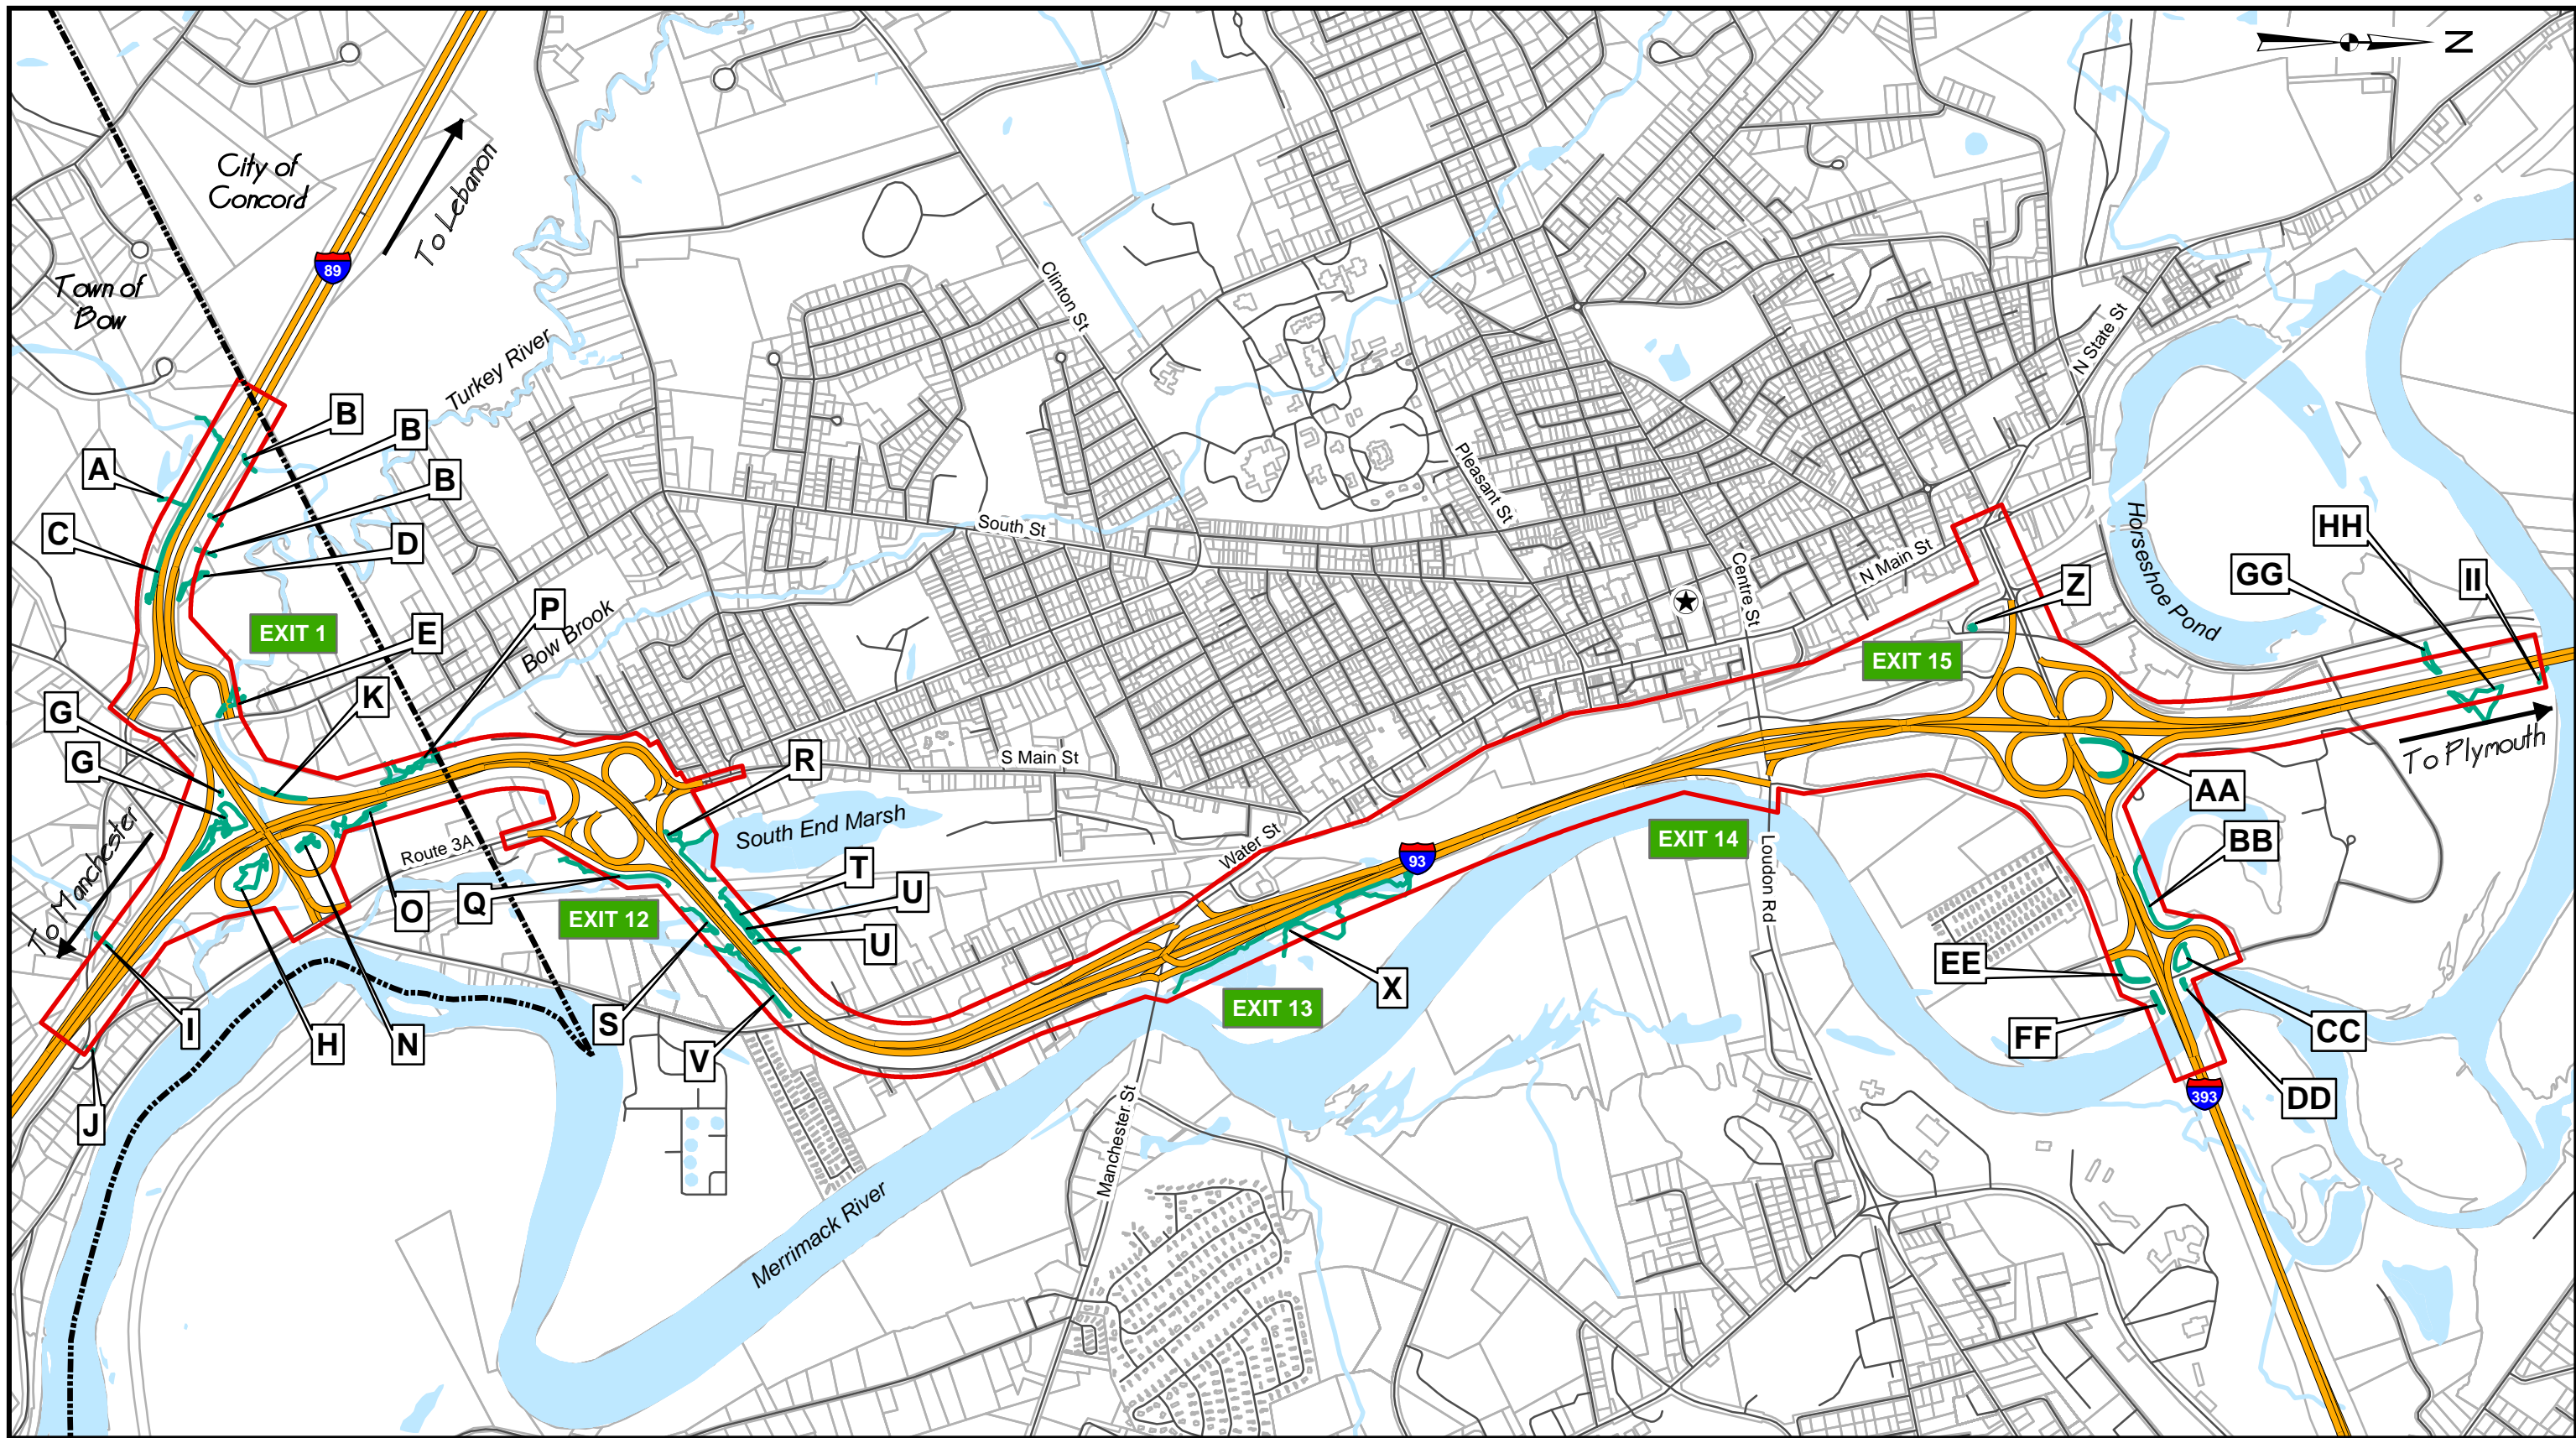 N
City of
Concord
To Lebanon
89
Town of
Bow
Turkey River
Clinton St
N State St
B
B
B
A
C
D
South St
Pleasant St
Centre St
N Main St
Horseshoe Pond
HH
GG
II
Z
EXIT 1
E
P
Bow Brook
K
G
G
EXIT 15
To Plymouth
R
S Main St
South End Marsh
Route 3A
Water St
93
EXIT 14
Loudon Rd
AA
BB
To Manchester
O
Q
EXIT 12
T
U
U
X
EXIT 13
EE
FF
CC
DD
393
I
H
N
S
V
J
Manchester St
Merrimack River